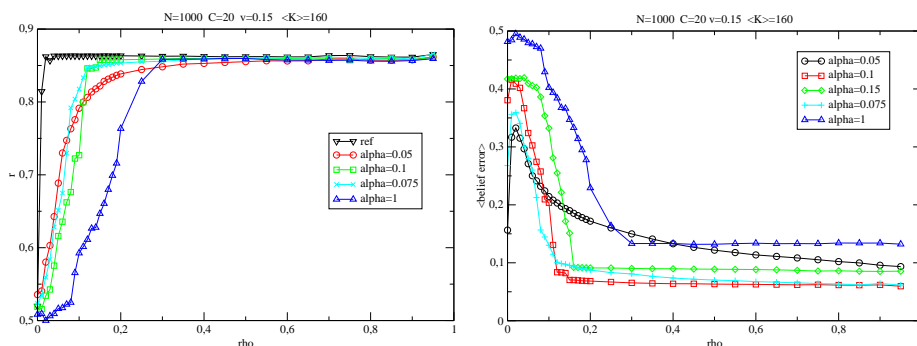 N=1000 C=20 v=0.15 <K>=160
0,9
0,8
0,7
0,6
0,5
r
0
0,2
0,4
0,6
0,8
1
rho
ref
alpha=0.05
alpha=0.1
alpha=0.075
alpha=1
N=1000 C=20 v=0.15 <K>=160
0,5
0,4
0,3
0,2
0,1
0
<belief error>
0
0,2
0,4
0,6
0,8
1
rho
alpha=0.05
alpha=0.1
alpha=0.15
alpha=0.075
alpha=1